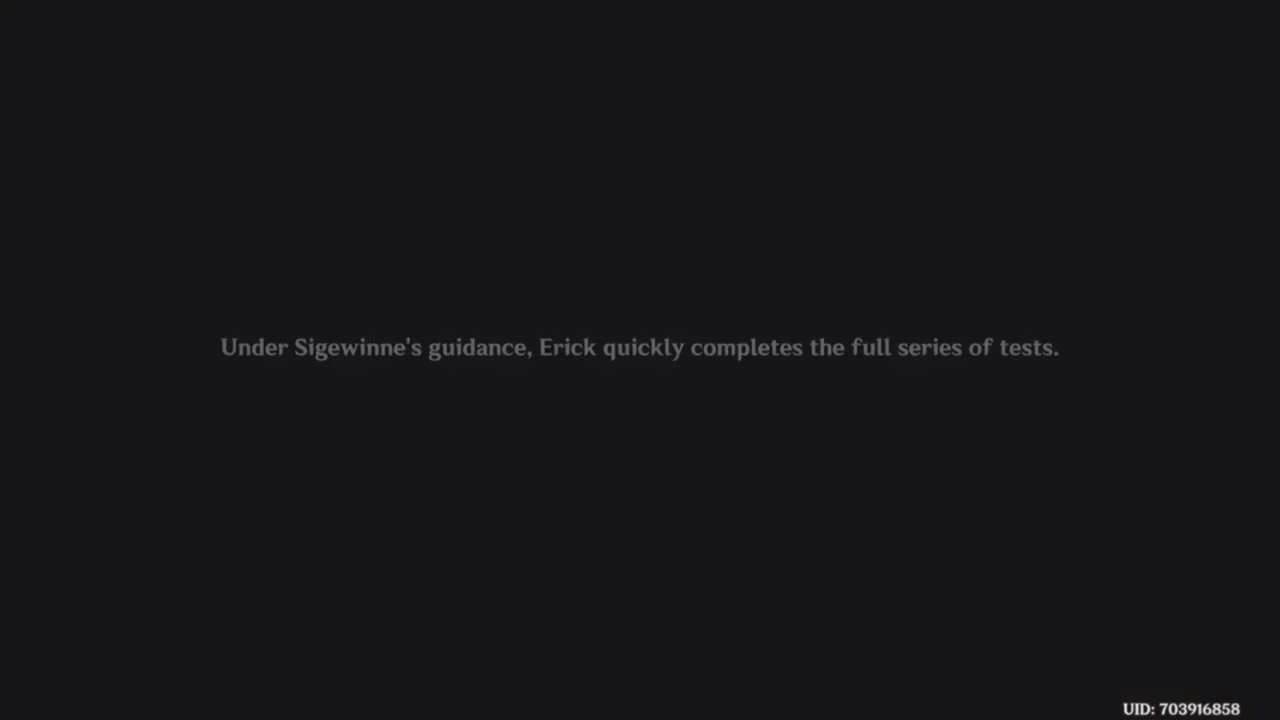 Under Sigewinne's guidance, Erick quickly completes the full series of tests.
UID: 703916858